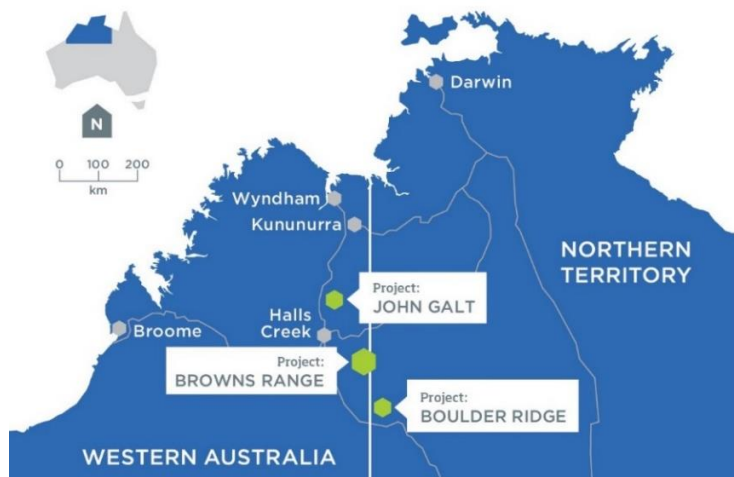 N
0 100 200
km
Darwin
Wyndham
Kununurra
NORTHERN
TERRITORY
Project:
JOHN GALT
Halls
Creek
Broome
Project:
BROWNS RANGE
Project:
BOULDER RIDGE
WESTERN AUSTRALIA